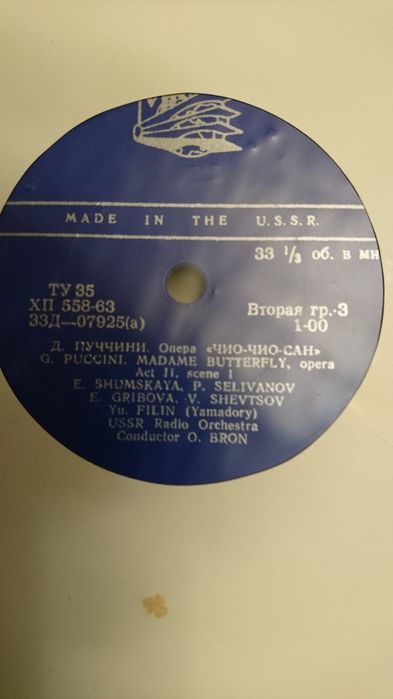 MADE IN THE U.S.S.R.
33 1/3 об. в ми
ТУ 35
ХП 558-63
33Д—07925(а)
Вторая гр.-3
1-00
Д. ПУЧЧИНИ. Опера «ЧИО-ЧИО-САН»
G. PUCCINI. MADAME BUTTERFLY, opera
Act II, scene 1
E. SHUMSKAYA, P. SELIVANOV
E. GRIBOVA, V. SHEVTSOV
Yu. FILIN (Yamadory)
USSR Radio Orchestra
Conductor O. BRON